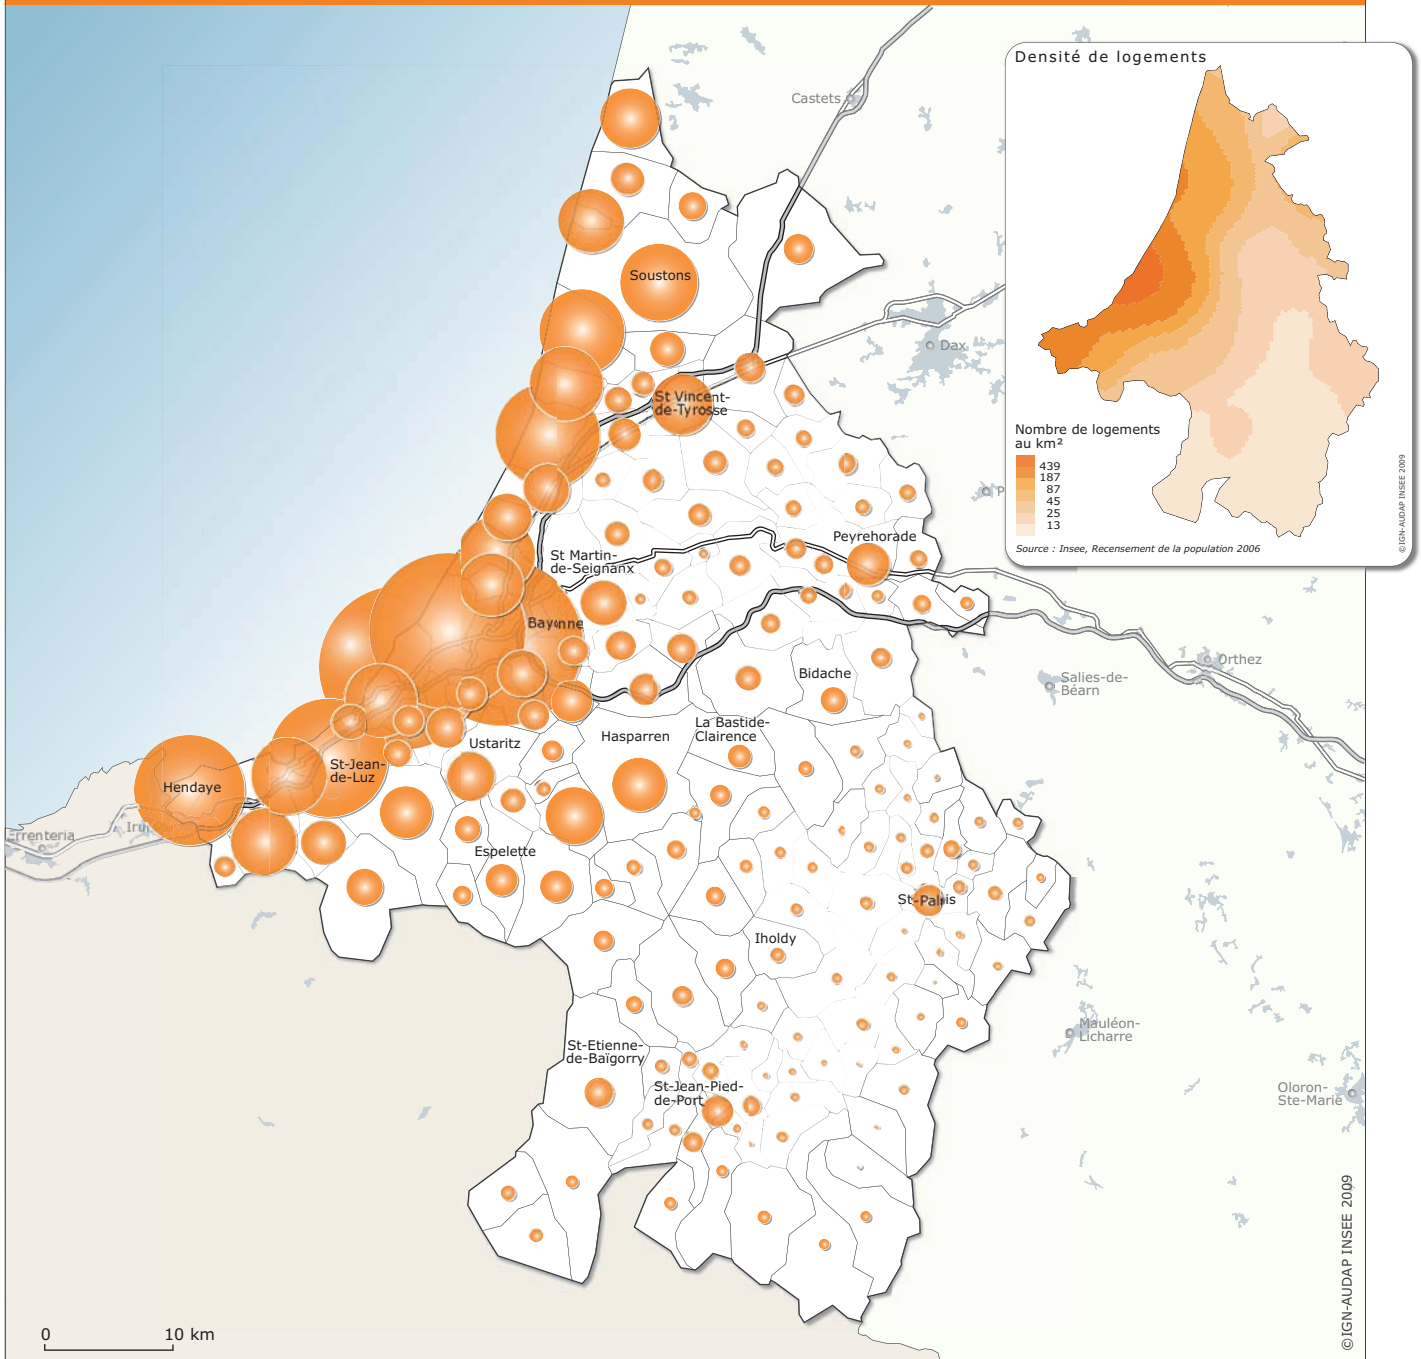 Densité de logements
Castets
Soustons
Dax
St Vincent-
de-Tyrosse
Nombre de logements
au km²
439
187
87
45
25
13
Source : Insee, Recensement de la population 2006
©IGN-AUDAP INSEE 2009
P
Peyrehorade
St Martin-
de-Seignanx
Bayonne
Orthez
Bidache
Salies-de-
Béarn
La Bastide-
Clairence
Hasparren
Ustaritz
St-Jean-
de-Luz
Hendaye
Iru
rrenteria
Espelette
St-Palais
Iholdy
Mauléon-
Licharre
St-Etienne-
de-Baïgorry
St-Jean-Pied-
de-Port
Oloron-
Ste-Marie
©IGN-AUDAP INSEE 2009
0 10 km